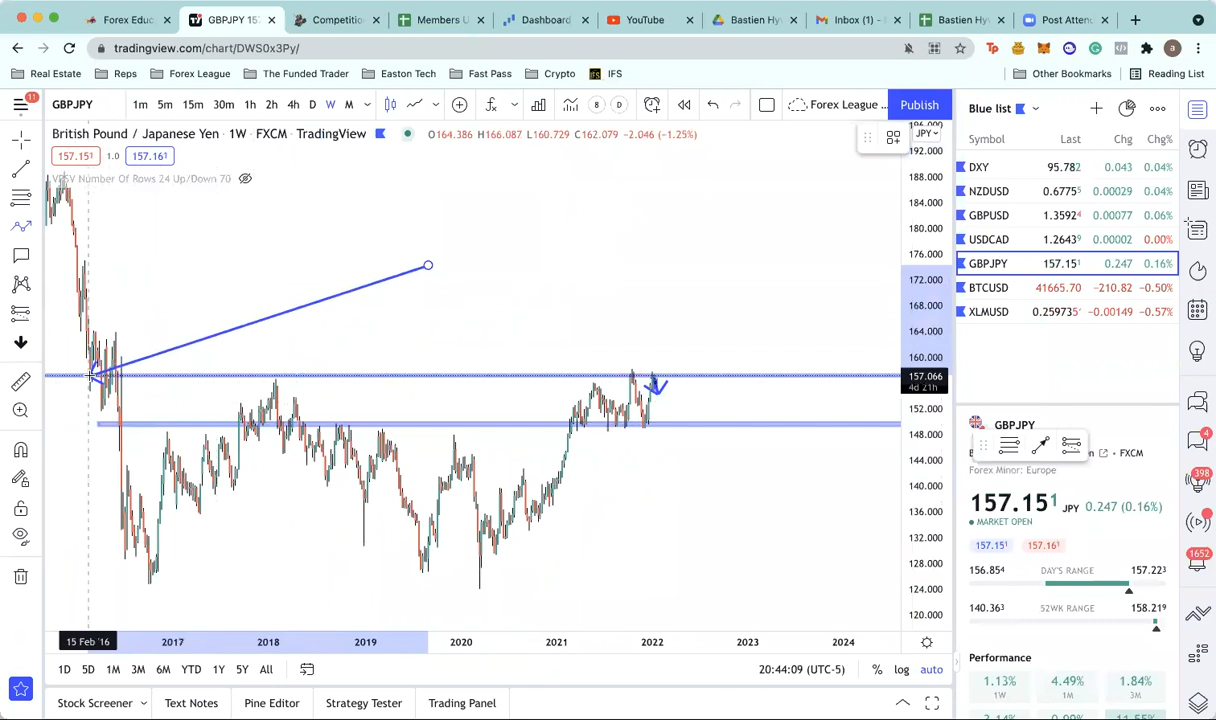 Forex Educ
GBPJPY 157
Competition
Members U
Dashboard
YouTube
Bastien Hy
Inbox (1) -
Bastien Hy
Post Atten
tradingview.com/chart/DWS0x3Py/
Real Estate
Reps
Forex League
The Funded Trader
Easton Tech
Fast Pass
Crypto
IFS
Other Bookmarks
Reading List
11
GBPJPY
1m 5m 15m 30m 1h 2h 4h D W M
8 D
Forex League ...
Publish
Blue list
British Pound / Japanese Yen · 1W · FXCM · TradingView
O164.386 H166.087 L160.729 C162.079 −2.046 (−1.25%)
JPY
157.151 1.0 157.161
VPSV Number Of Rows 24 Up/Down 70
Symbol Last Chg Chg%
DXY 95.782 0.043 0.04%
NZDUSD 0.67755 0.00029 0.04%
GBPUSD 1.35924 0.00077 0.06%
USDCAD 1.26439 0.00002 0.00%
GBPJPY 157.151 0.247 0.16%
BTCUSD 41665.70 −210.82 −0.50%
XLMUSD 0.259735 −0.00149 −0.57%
196.000
192.000
188.000
184.000
180.000
176.000
172.000
168.000
164.000
160.000
157.066
4d 21h
152.000
148.000
144.000
140.000
136.000
132.000
128.000
124.000
120.000
15 Feb '16 2017 2018 2019 2020 2021 2022 2023 2024
GBPJPY
FXCM
Forex Minor: Europe
157.151 JPY 0.247 (0.16%)
MARKET OPEN
157.151 157.161
156.854 DAY'S RANGE 157.223
140.363 52WK RANGE 158.219
Performance
1.13% 4.49% 1.84%
1W 1M 3M
4
398
1652
1D 5D 1M 3M 6M YTD 1Y 5Y All
20:44:09 (UTC-5)
% log auto
Stock Screener
Text Notes
Pine Editor
Strategy Tester
Trading Panel